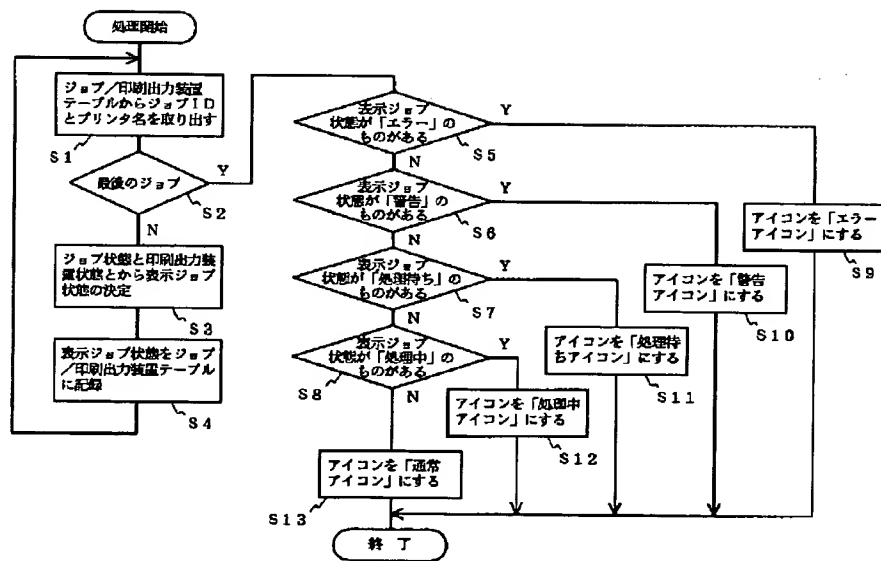 処理開始
ジョブ／印刷出力装置
テーブルからジョブＩＤ
とプリンタ名を取り出す
S1
最後のジョブ
Y
S2
N
ジョブ状態と印刷出力装
置状態とから表示ジョブ
状態の決定
S3
表示ジョブ状態をジョブ
／印刷出力装置テーブル
に記録
S4
表示ジョブ
状態が「エラー」の
ものがある
Y
S5
N
表示ジョブ
状態が「警告」の
ものがある
Y
S6
N
表示ジョブ
状態が「処理待ち」の
ものがある
Y
S7
N
表示ジョブ
状態が「処理中」の
ものがある
Y
S8
N
アイコンを「エラー
アイコン」にする
S9
アイコンを「警告
アイコン」にする
S10
アイコンを「処理待
ちアイコン」にする
S11
アイコンを「処理中
アイコン」にする
S12
アイコンを「通常
アイコン」にする
S13
終了